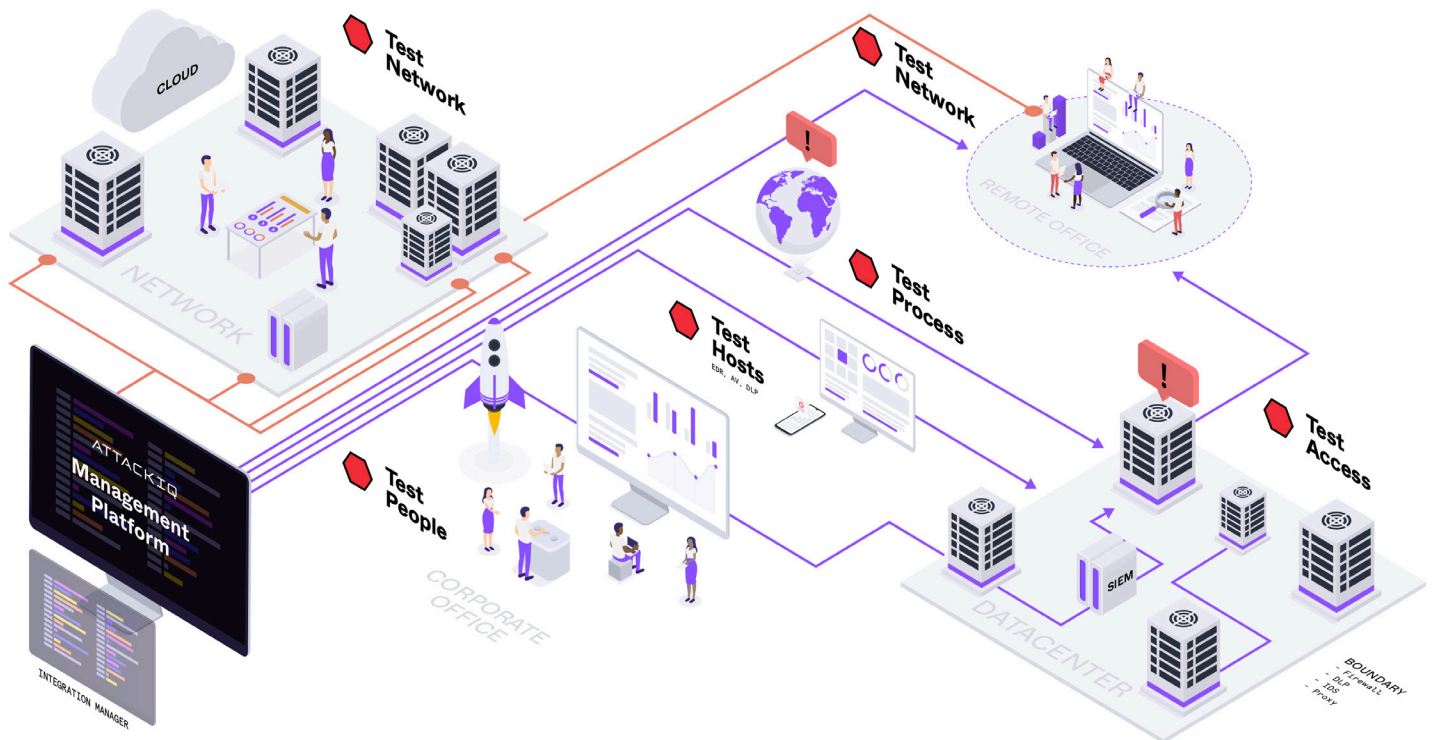 CLOUD
Test
Network
NETWORK
Test
Network
REMOTE OFFICE
!
Test
Process
Test
Hosts
EDR, AV, DLP
!
Test
Access
ATTACKIQ
Management
Platform
INTEGRATION MANAGER
Test
People
CORPORATE
OFFICE
SIEM
DATACENTER
BOUNDARY
- Firewall
- DLP
- IDS
- Proxy